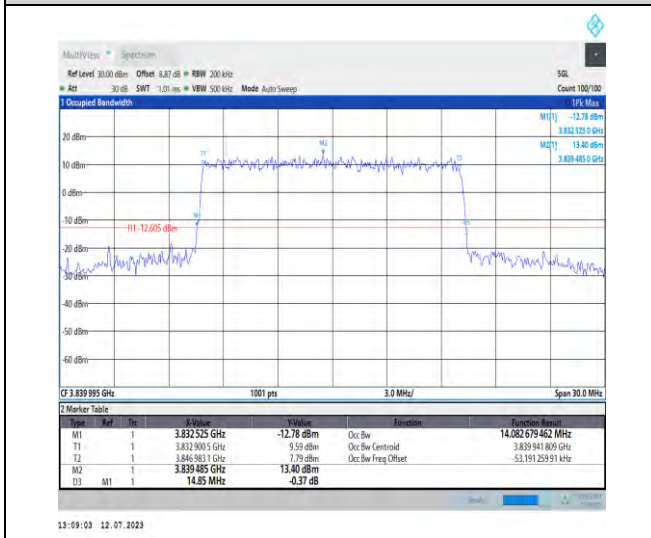 MultiView Spectrum
Ref Level 30.00 dBm Offset 8.87 dB RBW 200 kHz SGL
Att 30 dB SWT 1.01 ms VBW 500 kHz Mode Auto Sweep Count 100/100
1 Occupied Bandwidth 1Pk Max
M1[1] -12.78 dBm
3.832 525 0 GHz
M2[1] 13.40 dBm
3.839 485 0 GHz
20 dBm
M2
T1 T2
10 dBm
0 dBm
-10 dBm
M1
H1 -12.605 dBm
-20 dBm
-30 dBm
-40 dBm
-50 dBm
-60 dBm
CF 3.839 995 GHz 1001 pts 3.0 MHz/ Span 30.0 MHz
2 Marker Table
Type Ref Trc X-Value Y-Value Function Function Result
M1 1 3.832 525 GHz -12.78 dBm Occ Bw 14.082 679 462 MHz
T1 1 3.832 900 5 GHz 9.59 dBm Occ Bw Centroid 3.839 941 809 GHz
T2 1 3.846 983 1 GHz 7.79 dBm Occ Bw Freq Offset -53.191 259 91 kHz
M2 1 3.839 485 GHz 13.40 dBm
D3 M1 1 14.85 MHz -0.37 dB
13:09:03 12.07.2023